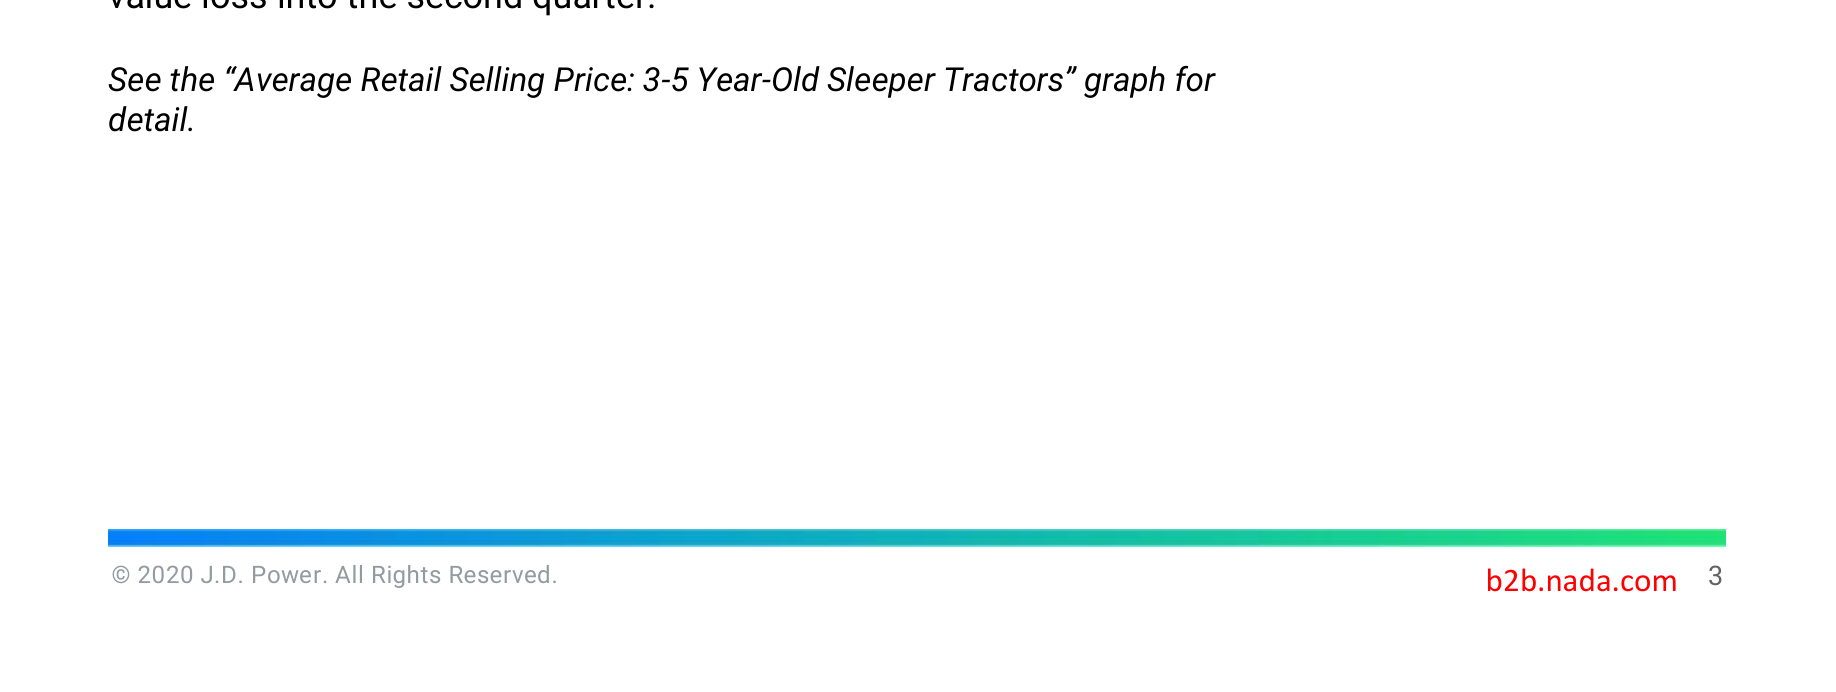 value loss into the second quarter.
See the “Average Retail Selling Price: 3-5 Year-Old Sleeper Tractors” graph for
detail.
© 2020 J.D. Power. All Rights Reserved.
b2b.nada.com 3